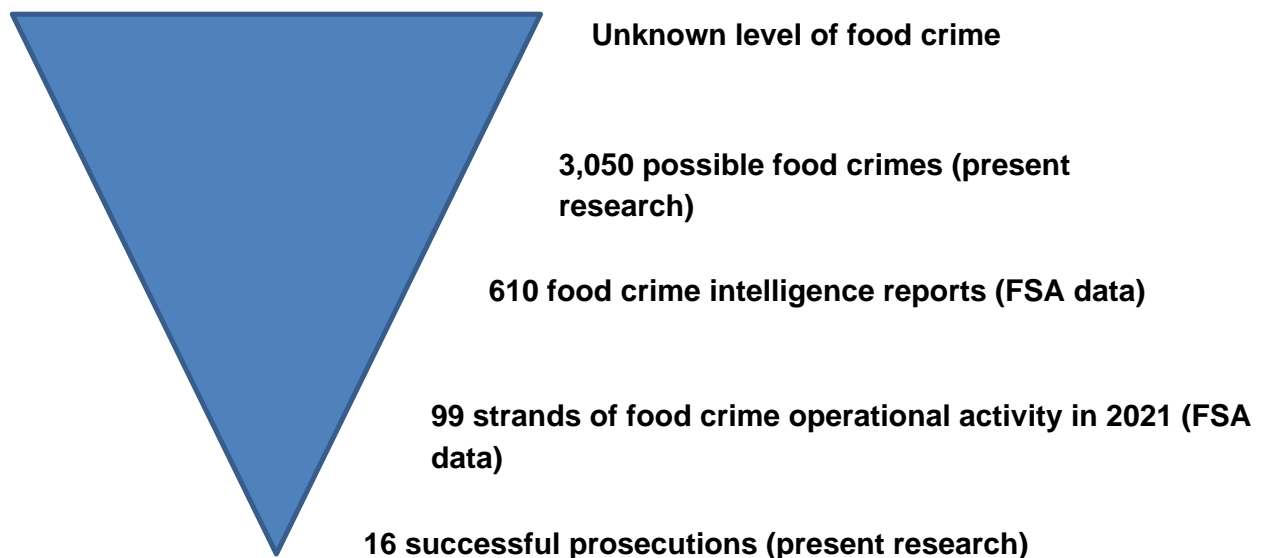 Unknown level of food crime
3,050 possible food crimes (present
research)
610 food crime intelligence reports (FSA data)
99 strands of food crime operational activity in 2021 (FSA
data)
16 successful prosecutions (present research)